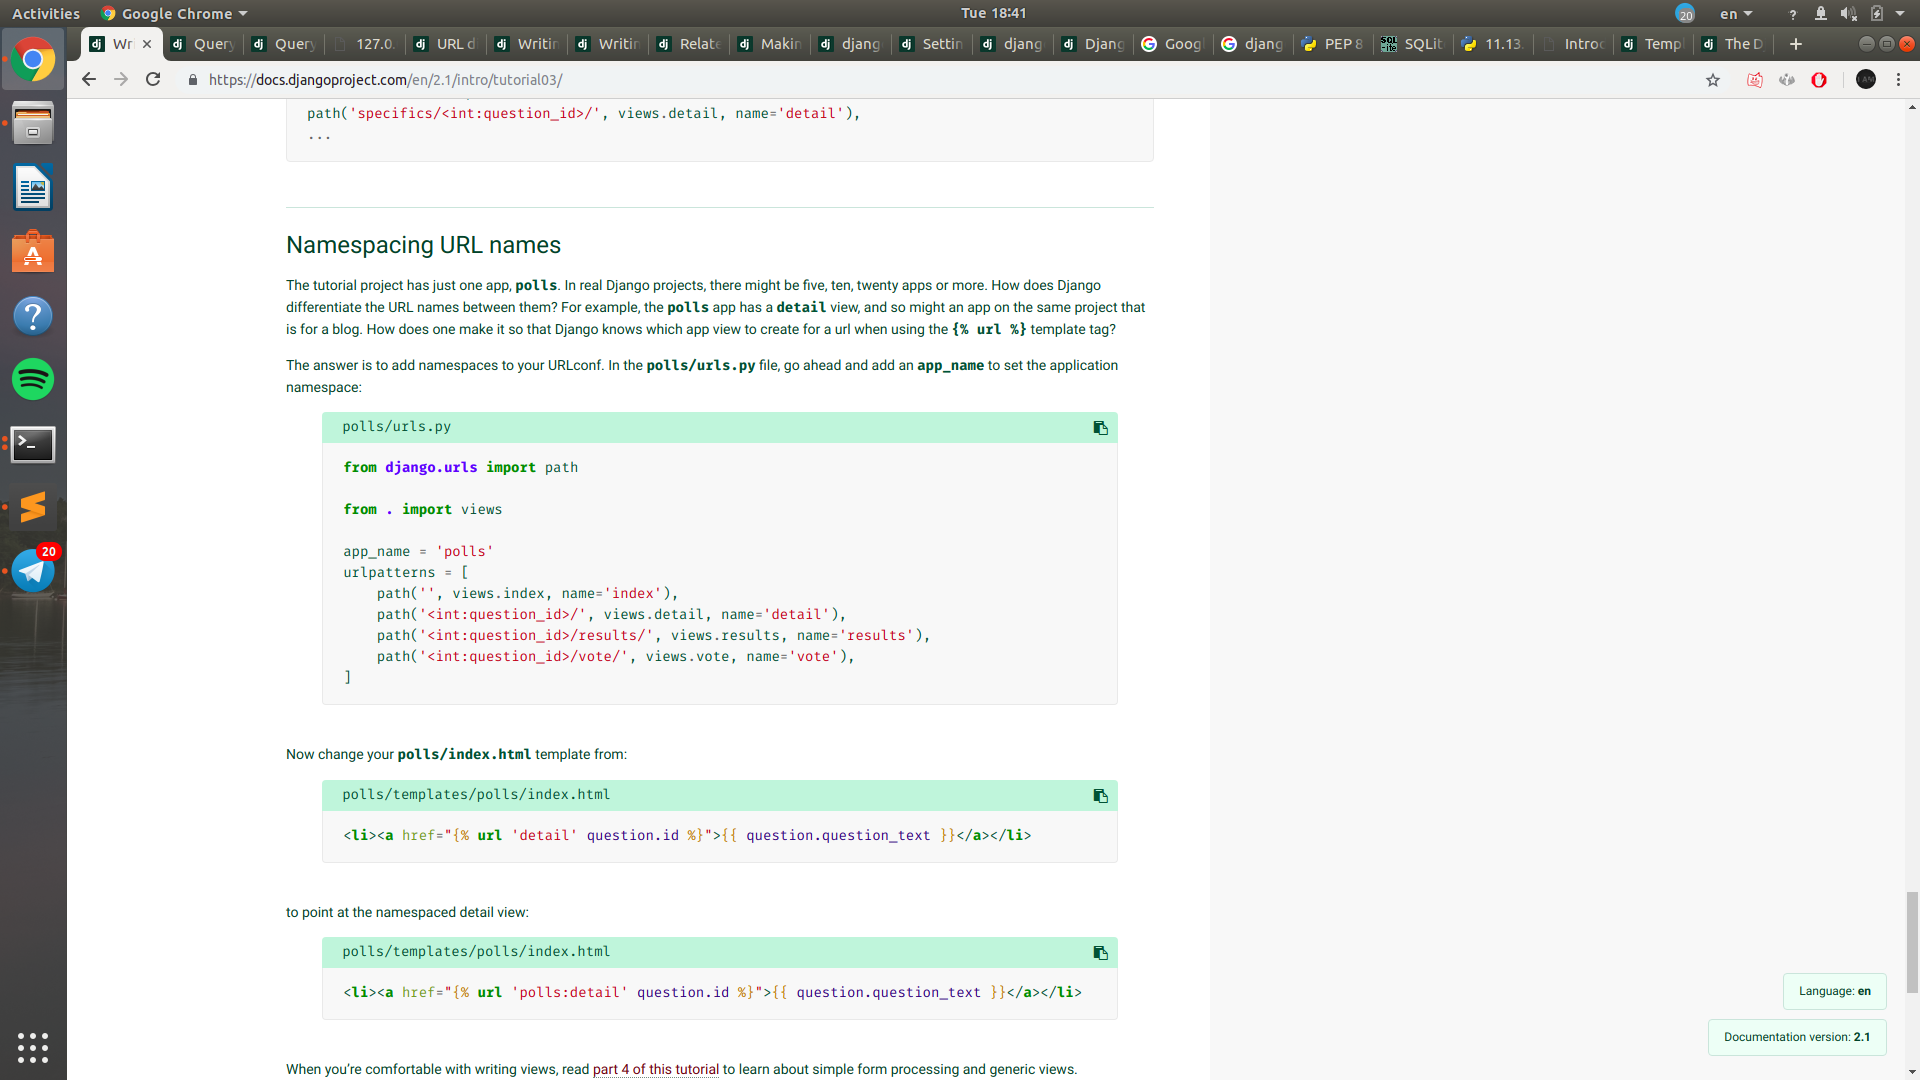 Activities
Google Chrome
Tue 18:41
20
en
?
Wri
Query
Query
127.0.
URL d
Writin
Writin
Relate
Makin
djang
Settin
djang
Djang
Goog
djang
PEP 8
SQLit
11.13.
Introd
Temp
The D
https://docs.djangoproject.com/en/2.1/intro/tutorial03/
path('specifics/<int:question_id>/', views.detail, name='detail'),
...
Namespacing URL names
The tutorial project has just one app, polls. In real Django projects, there might be five, ten, twenty apps or more. How does Django
differentiate the URL names between them? For example, the polls app has a detail view, and so might an app on the same project that
is for a blog. How does one make it so that Django knows which app view to create for a url when using the {% url %} template tag?
The answer is to add namespaces to your URLconf. In the polls/urls.py file, go ahead and add an app_name to set the application
namespace:
polls/urls.py
from django.urls import path
from . import views
app_name = 'polls'
urlpatterns = [
path('', views.index, name='index'),
path('<int:question_id>/', views.detail, name='detail'),
path('<int:question_id>/results/', views.results, name='results'),
path('<int:question_id>/vote/', views.vote, name='vote'),
]
Now change your polls/index.html template from:
polls/templates/polls/index.html
<li><a href="{% url 'detail' question.id %}">{{ question.question_text }}</a></li>
to point at the namespaced detail view:
polls/templates/polls/index.html
<li><a href="{% url 'polls:detail' question.id %}">{{ question.question_text }}</a></li>
When you're comfortable with writing views, read part 4 of this tutorial to learn about simple form processing and generic views.
20
Language: en
Documentation version: 2.1